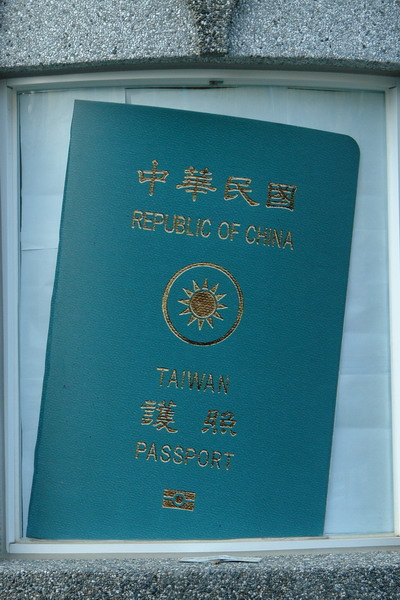 中華民國
REPUBLIC OF CHINA
TAIWAN
護照
PASSPORT